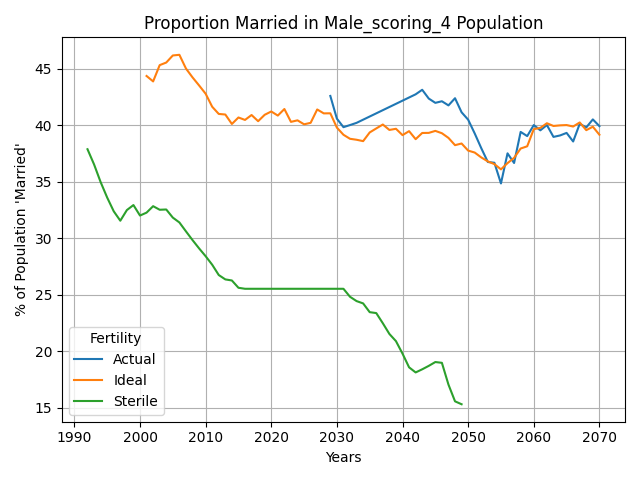 Proportion Married in Male_scoring_4 Population
% of Population 'Married'
45
40
35
30
25
20
15
Fertility
Actual
Ideal
Sterile
1990 2000 2010 2020 2030 2040 2050 2060 2070
Years